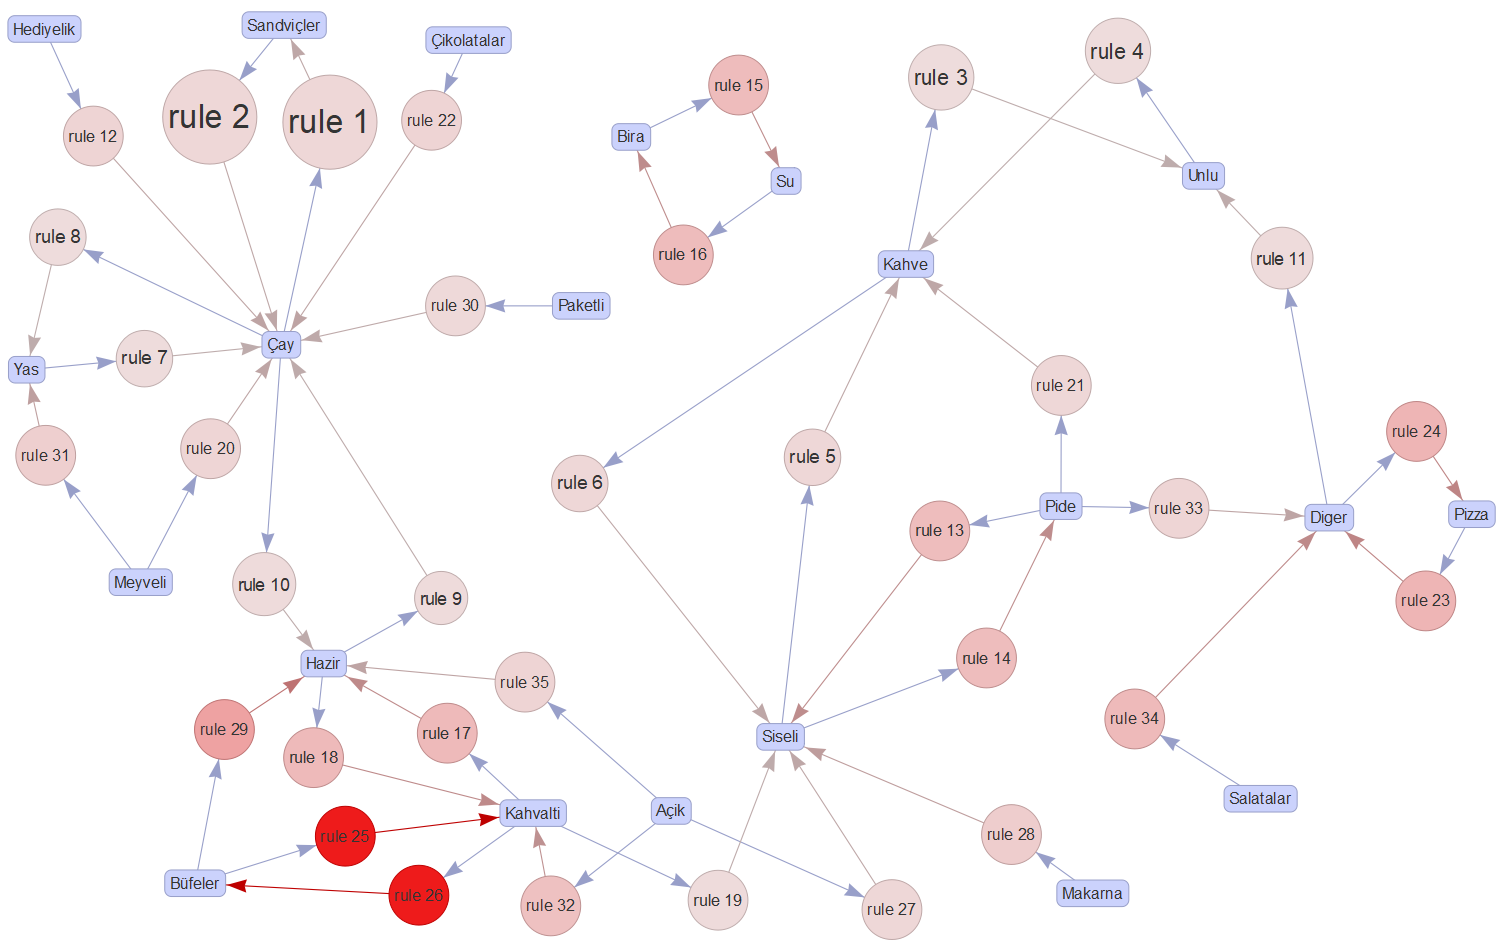 Hediyelik
Sandviçler
Çikolatalar
rule 4
rule 3
rule 15
rule 2
rule 1
rule 22
rule 12
Bira
Unlu
Su
rule 8
rule 16
Kahve
rule 11
rule 30
Paketli
Çay
rule 7
Yas
rule 21
rule 24
rule 20
rule 31
rule 5
rule 6
Pide
rule 33
Diger
Pizza
rule 13
Meyveli
rule 10
rule 9
rule 23
Hazir
rule 14
rule 35
rule 34
rule 29
rule 17
Siseli
rule 18
Salatalar
Açik
Kahvalti
rule 25
rule 28
Büfeler
rule 26
Makarna
rule 19
rule 32
rule 27